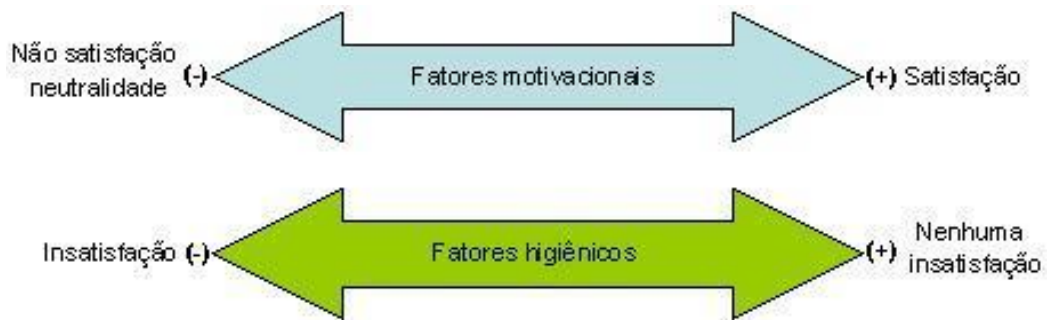 Não satisfação
neutralidade
(-)
Fatores motivacionais
(+) Satisfação
Insatisfação (-)
Fatores higiênicos
(+)
Nenhuma
insatisfação